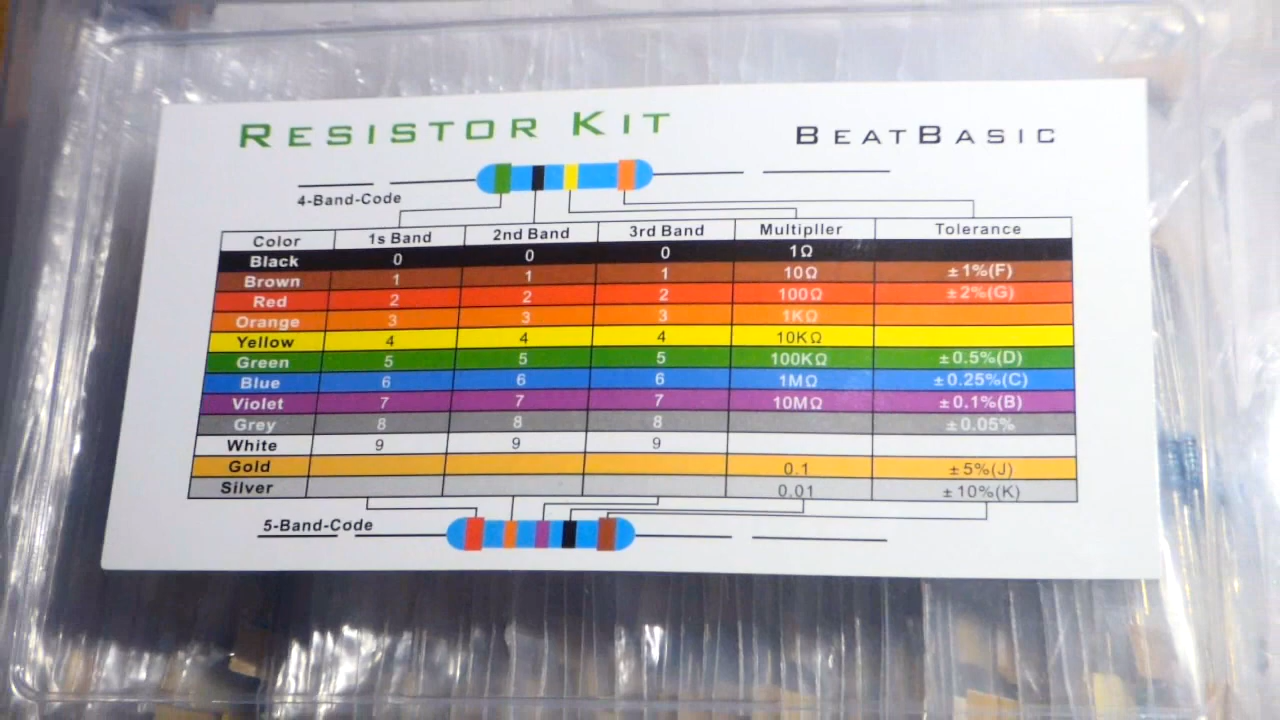 RESISTOR KIT
BEATBASIC
4-Band-Code
Color 1s Band 2nd Band 3rd Band Multipller Tolerance
Black 0 0 0 1Ω
Brown 1 1 1 10Ω ±1%(F)
Red 2 2 2 100Ω ±2%(G)
Orange 3 3 3 1KΩ
Yellow 4 4 4 10KΩ
Green 5 5 5 100KΩ ±0.5%(D)
Blue 6 6 6 1MΩ ±0.25%(C)
Violet 7 7 7 10MΩ ±0.1%(B)
Grey 8 8 8 ±0.05%
White 9 9 9
Gold 0.1 ±5%(J)
Silver 0.01 ±10%(K)
5-Band-Code